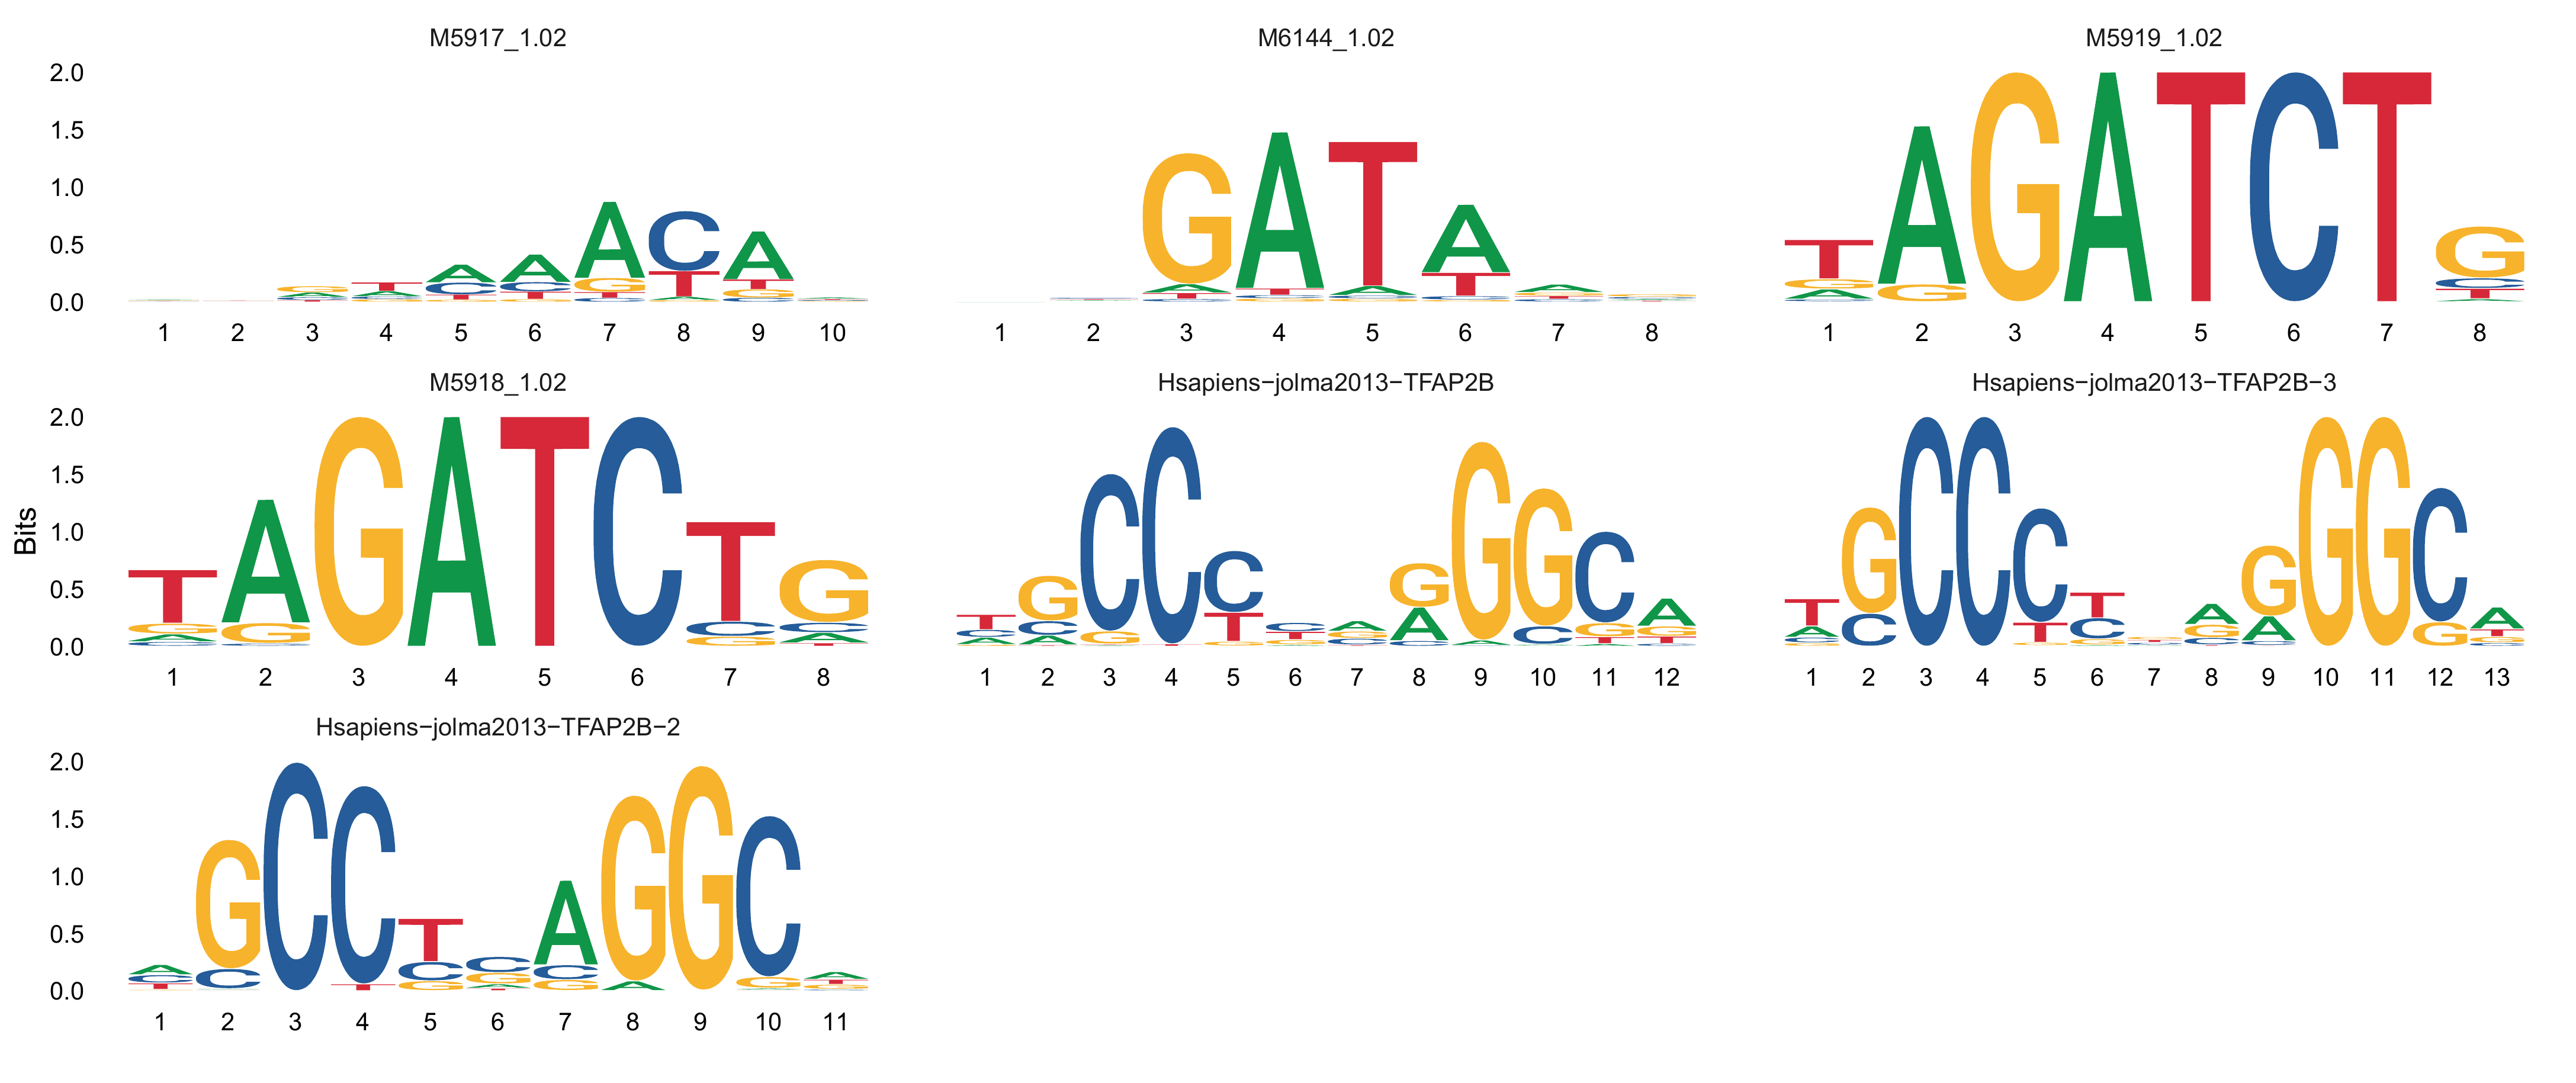 M5917_1.02 M6144_1.02 M5919_1.02
2.0
1.5
1.0
0.5
0.0
1 2 3 4 5 6 7 8 9 10 1 2 3 4 5 6 7 8 1 2 3 4 5 6 7 8
M5918_1.02 Hsapiens−jolma2013−TFAP2B Hsapiens−jolma2013−TFAP2B−3
2.0
1.5
1.0
0.5
0.0
Bits
1 2 3 4 5 6 7 8 1 2 3 4 5 6 7 8 9 10 11 12 1 2 3 4 5 6 7 8 9 10 11 12 13
Hsapiens−jolma2013−TFAP2B−2
2.0
1.5
1.0
0.5
0.0
1 2 3 4 5 6 7 8 9 10 11